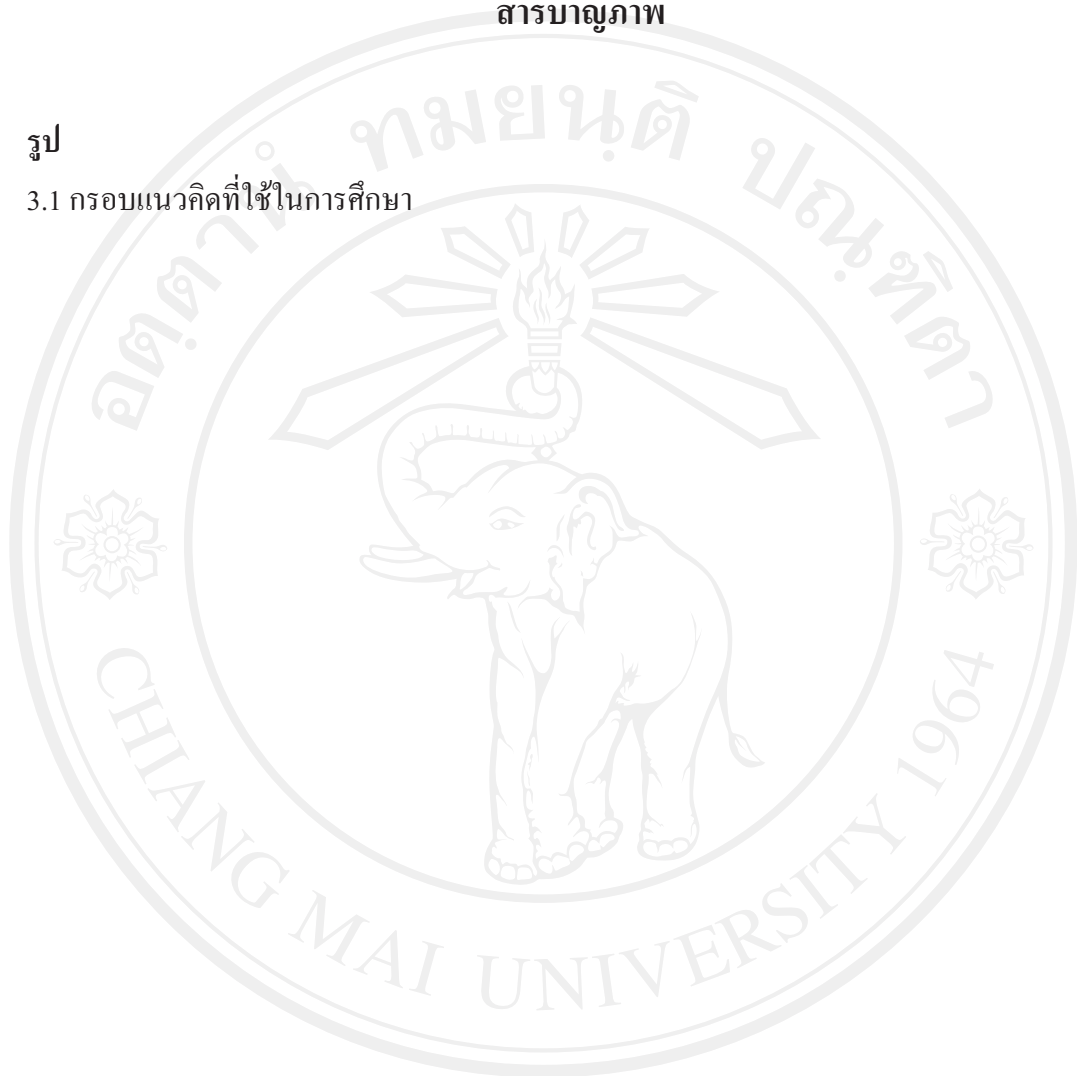 สารบาญภาพ
รูป
3.1 กรอบแนวคิดที่ใช้ในการศึกษา
อตฺตานํ ทมยนฺติ ปณฺฑิตา
CHIANG MAI UNIVERSITY 1964